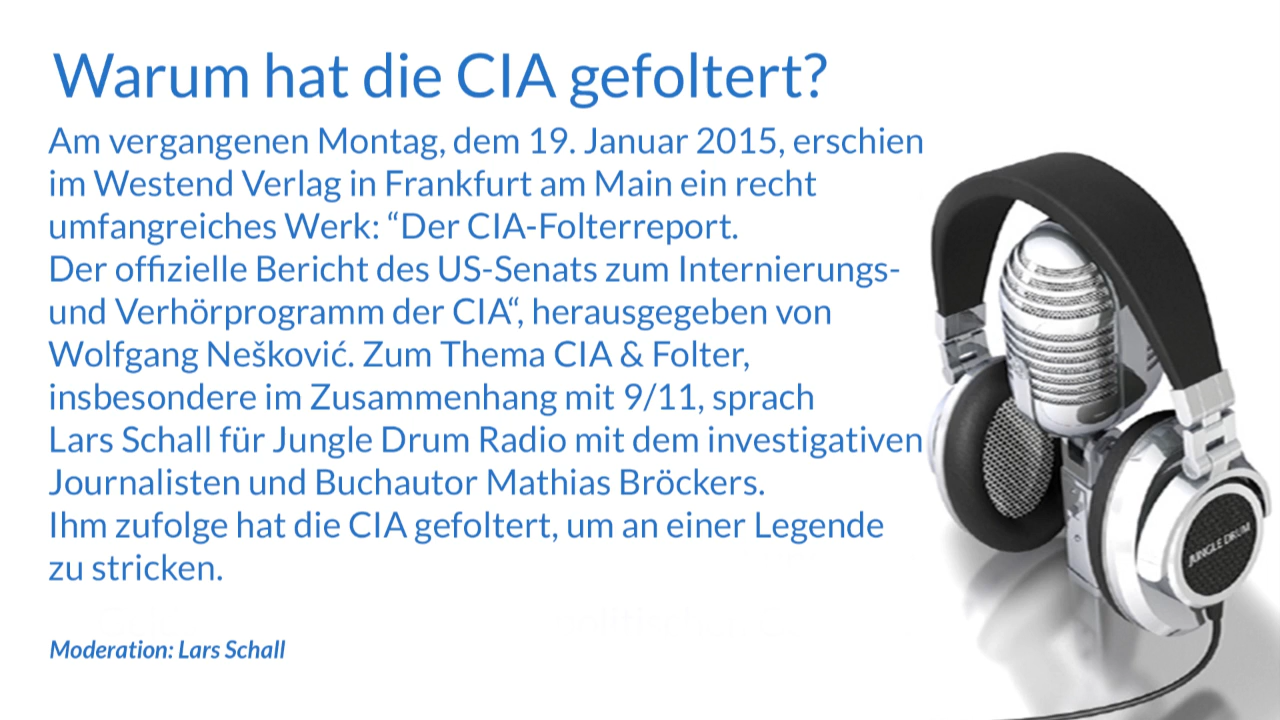 Warum hat die CIA gefoltert?
Am vergangenen Montag, dem 19. Januar 2015, erschien
im Westend Verlag in Frankfurt am Main ein recht
umfangreiches Werk: “Der CIA-Folterreport.
Der offizielle Bericht des US-Senats zum Internierungs-
und Verhörprogramm der CIA“, herausgegeben von
Wolfgang Nešković. Zum Thema CIA & Folter,
insbesondere im Zusammenhang mit 9/11, sprach
Lars Schall für Jungle Drum Radio mit dem investigativen
Journalisten und Buchautor Mathias Bröckers.
Ihm zufolge hat die CIA gefoltert, um an einer Legende
zu stricken.
Moderation: Lars Schall
JUNGLE DRUM